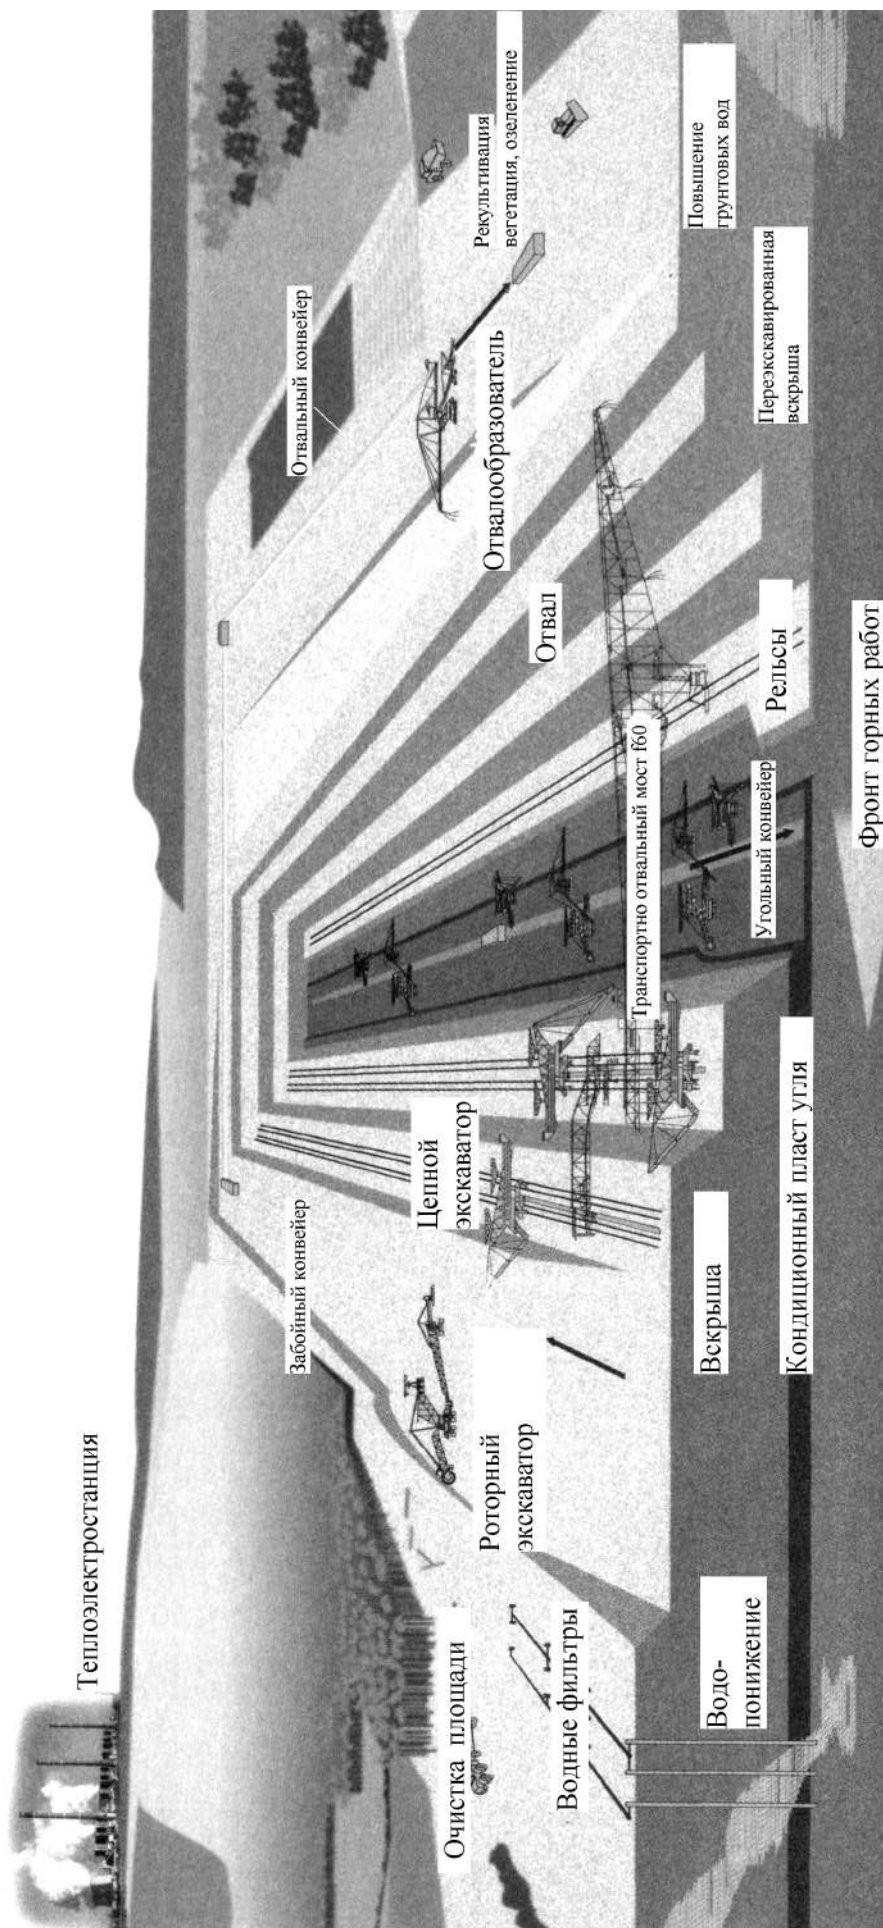 Теплоэлектростанция
Забойный конвейер
Отвальный конвейер
Очистка площади
Роторный
экскаватор
Цепной
экскаватор
Отвалообразователь
Рекультивация
вегетация, озеленение
Водные фильтры
Отвал
Транспортно отвальный мост f60
Водо-
понижение
Вскрыша
Угольный конвейер
Рельсы
Переэкскавированная
вскрыша
Повышение
грунтовых вод
Кондиционный пласт угля
Фронт горных работ